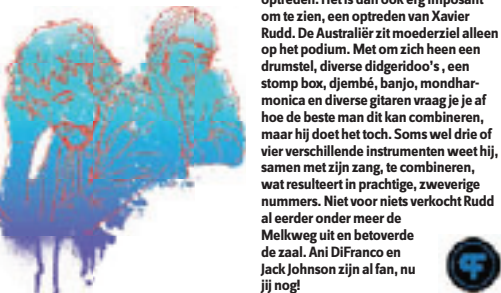 optreden. Het is dan ook erg imposant
om te zien, een optreden van Xavier
Rudd. De Australiër zit moederziel alleen
op het podium. Met om zich heen een
drumstel, diverse didgeridoo's , een
stomp box, djembé, banjo, mondhar-
monica en diverse gitaren vraag je je af
hoe de beste man dit kan combineren,
maar hij doet het toch. Soms wel drie of
vier verschillende instrumenten weet hij,
samen met zijn zang, te combineren,
wat resulteert in prachtige, zweverige
nummers. Niet voor niets verkocht Rudd
al eerder onder meer de
Melkweg uit en betoverde
de zaal. Ani DiFranco en
Jack Johnson zijn al fan, nu
jij nog!